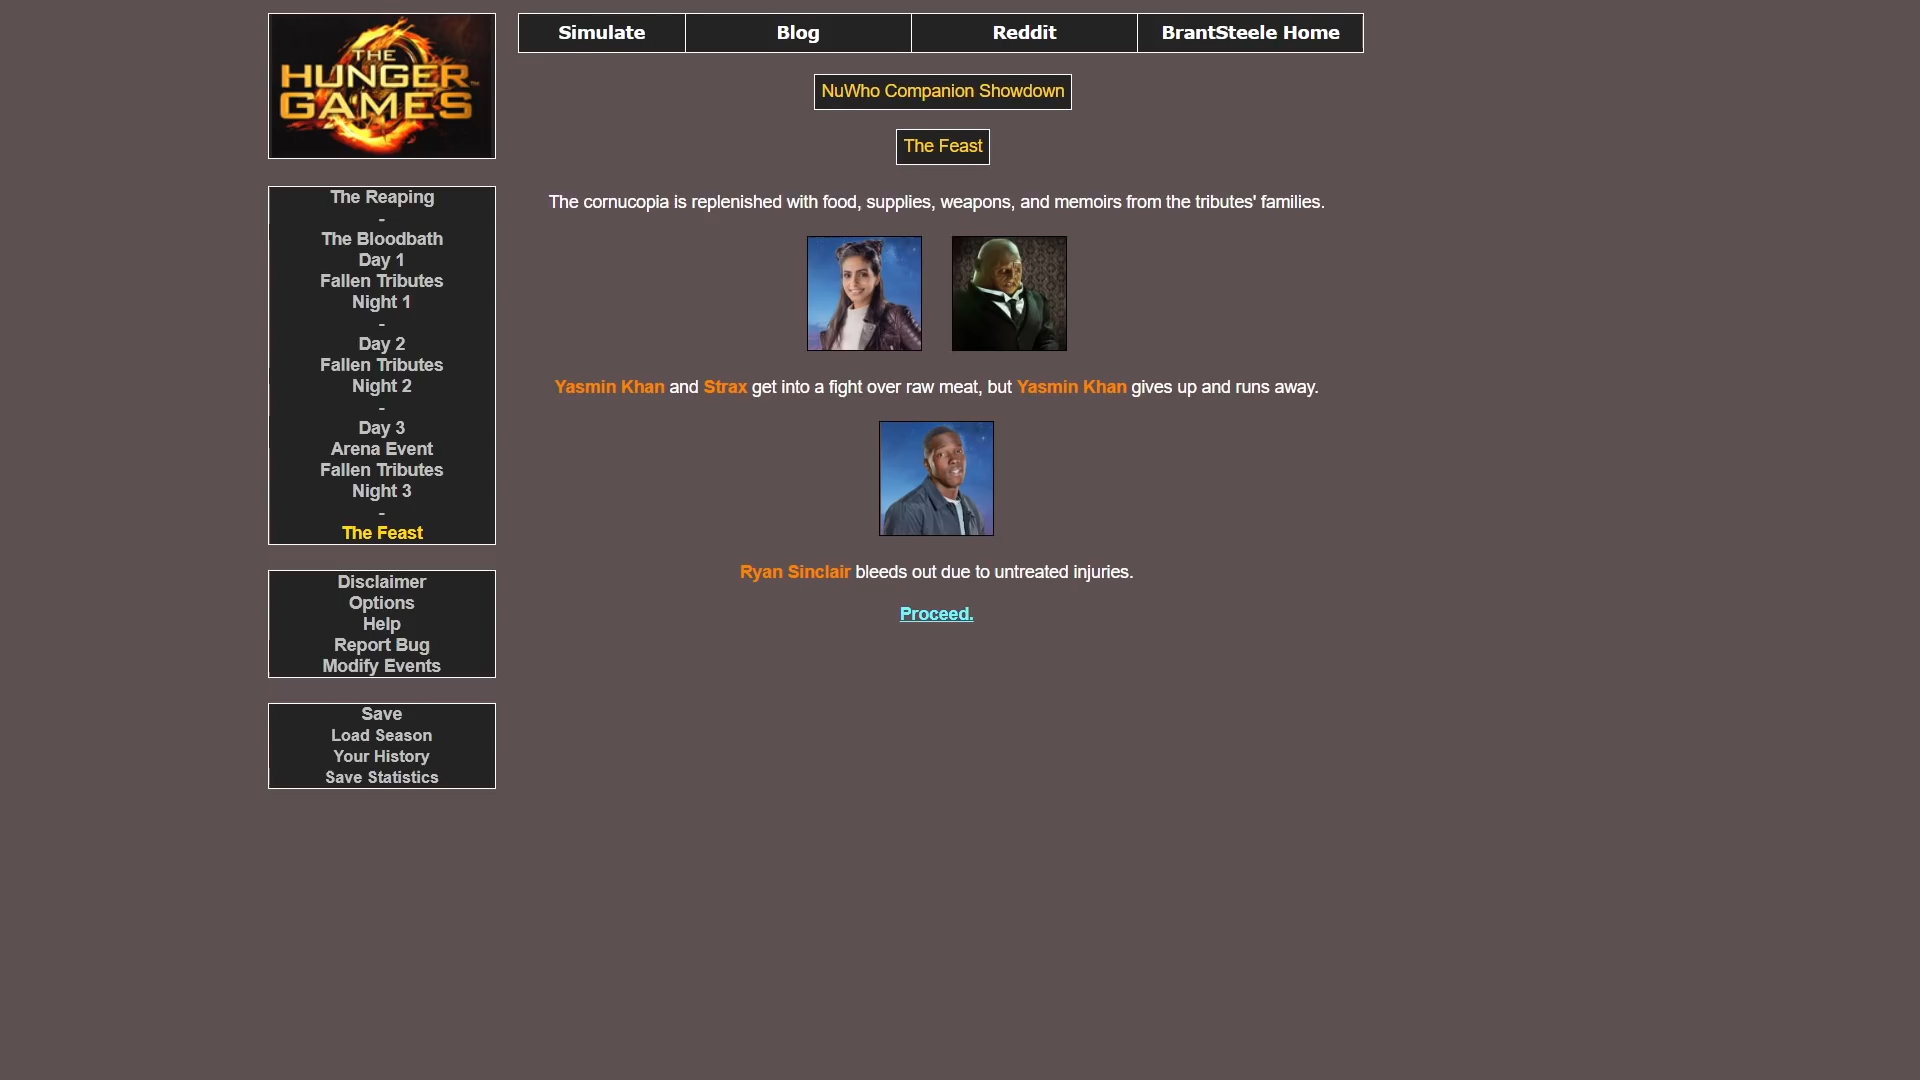 THE
HUNGER
GAMES
Simulate
Blog
Reddit
BrantSteele Home
NuWho Companion Showdown
The Feast
The Reaping
-
The Bloodbath
Day 1
Fallen Tributes
Night 1
-
Day 2
Fallen Tributes
Night 2
-
Day 3
Arena Event
Fallen Tributes
Night 3
-
The Feast
Disclaimer
Options
Help
Report Bug
Modify Events
Save
Load Season
Your History
Save Statistics
The cornucopia is replenished with food, supplies, weapons, and memoirs from the tributes' families.
Yasmin Khan and Strax get into a fight over raw meat, but Yasmin Khan gives up and runs away.
Ryan Sinclair bleeds out due to untreated injuries.
Proceed.